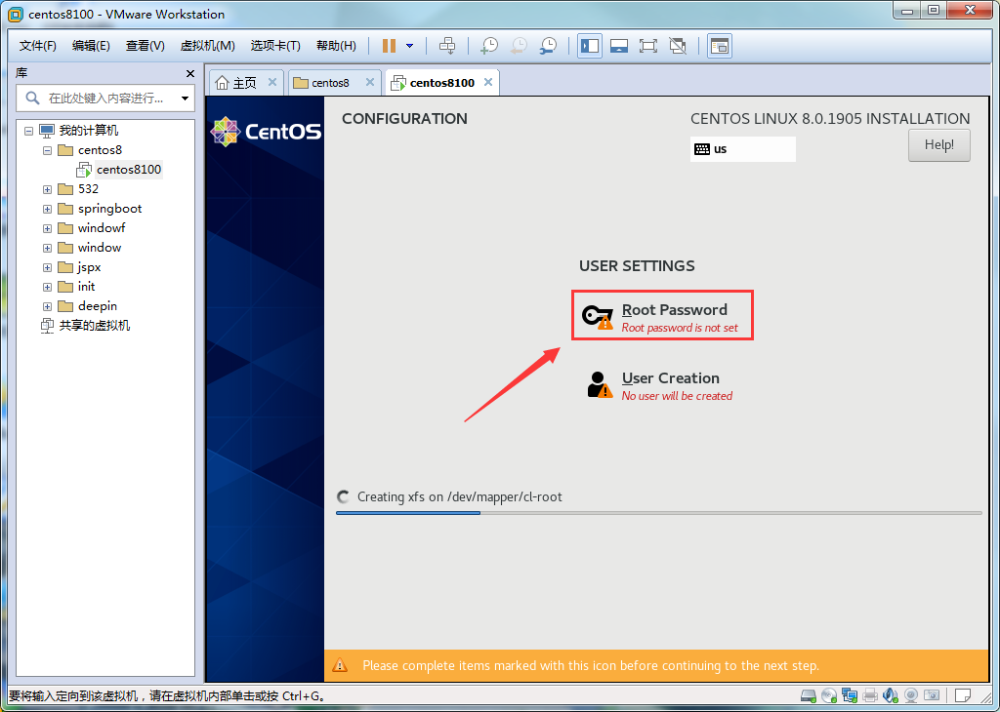 centos8100 - VMware Workstation
文件(F) 编辑(E) 查看(V) 虚拟机(M) 选项卡(T) 帮助(H)
库
在此处键入内容进行...
我的计算机
centos8
centos8100
532
springboot
windowf
window
jspx
init
deepin
共享的虚拟机
主页 centos8 centos8100
CentOS
CONFIGURATION
CENTOS LINUX 8.0.1905 INSTALLATION
us
Help!
USER SETTINGS
Root Password
Root password is not set
User Creation
No user will be created
Creating xfs on /dev/mapper/cl-root
Please complete items marked with this icon before continuing to the next step.
要将输入定向到该虚拟机，请在虚拟机内部单击或按 Ctrl+G。